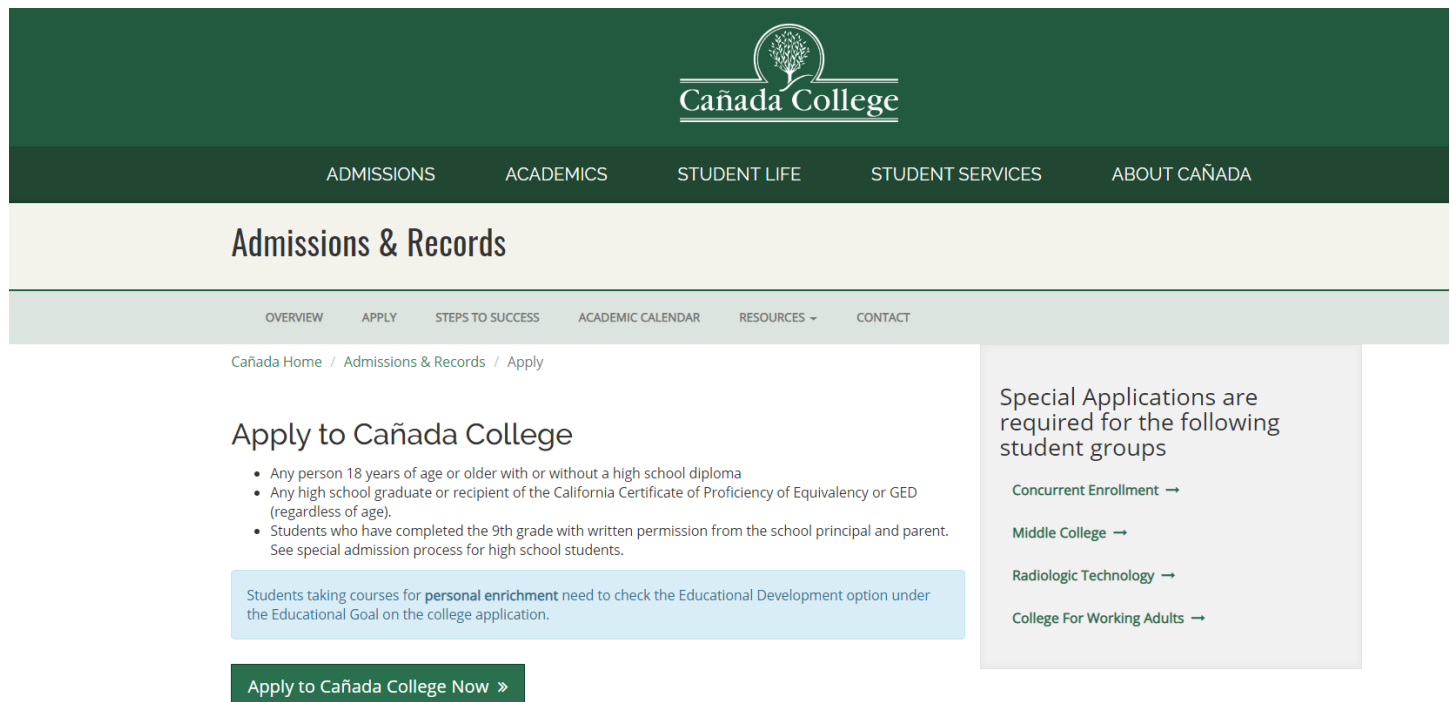 Cañada College
ADMISSIONS ACADEMICS STUDENT LIFE STUDENT SERVICES ABOUT CAÑADA
Admissions & Records
OVERVIEW APPLY STEPS TO SUCCESS ACADEMIC CALENDAR RESOURCES CONTACT
Cañada Home / Admissions & Records / Apply
Apply to Cañada College
• Any person 18 years of age or older with or without a high school diploma
• Any high school graduate or recipient of the California Certificate of Proficiency of Equivalency or GED
(regardless of age).
• Students who have completed the 9th grade with written permission from the school principal and parent.
See special admission process for high school students.
Students taking courses for personal enrichment need to check the Educational Development option under
the Educational Goal on the college application.
Apply to Cañada College Now »
Special Applications are
required for the following
student groups
Concurrent Enrollment →
Middle College →
Radiologic Technology →
College For Working Adults →